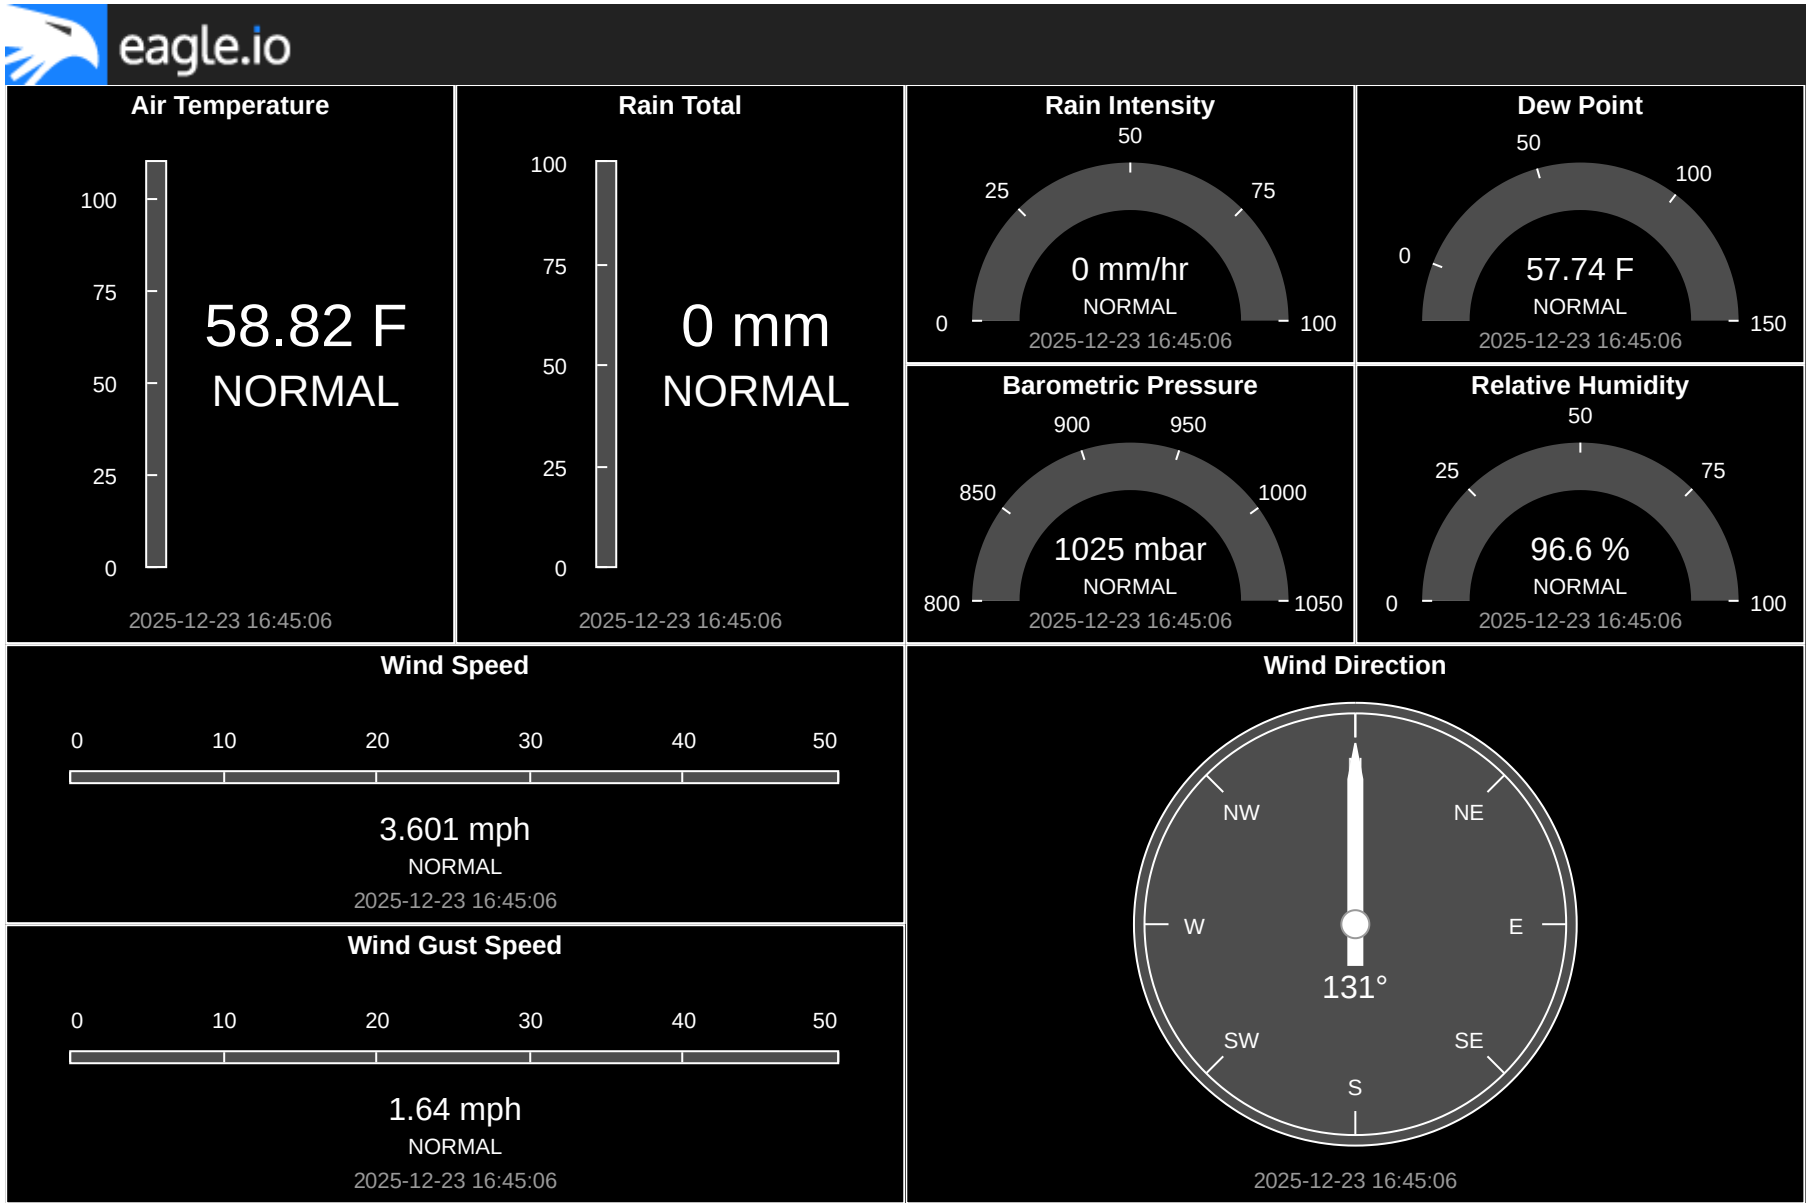 eagle.io
Air Temperature
100
75
50
25
0
58.82 F
NORMAL
2025-12-23 16:45:06
Rain Total
100
75
50
25
0
0 mm
NORMAL
2025-12-23 16:45:06
Rain Intensity
50
25
75
0
100
0 mm/hr
NORMAL
2025-12-23 16:45:06
Dew Point
50
100
0
150
57.74 F
NORMAL
2025-12-23 16:45:06
Barometric Pressure
900
950
850
1000
800
1050
1025 mbar
NORMAL
2025-12-23 16:45:06
Relative Humidity
50
25
75
0
100
96.6 %
NORMAL
2025-12-23 16:45:06
Wind Speed
0 10 20 30 40 50
3.601 mph
NORMAL
2025-12-23 16:45:06
Wind Gust Speed
0 10 20 30 40 50
1.64 mph
NORMAL
2025-12-23 16:45:06
Wind Direction
NW NE
W E
131°
SW SE
S
2025-12-23 16:45:06